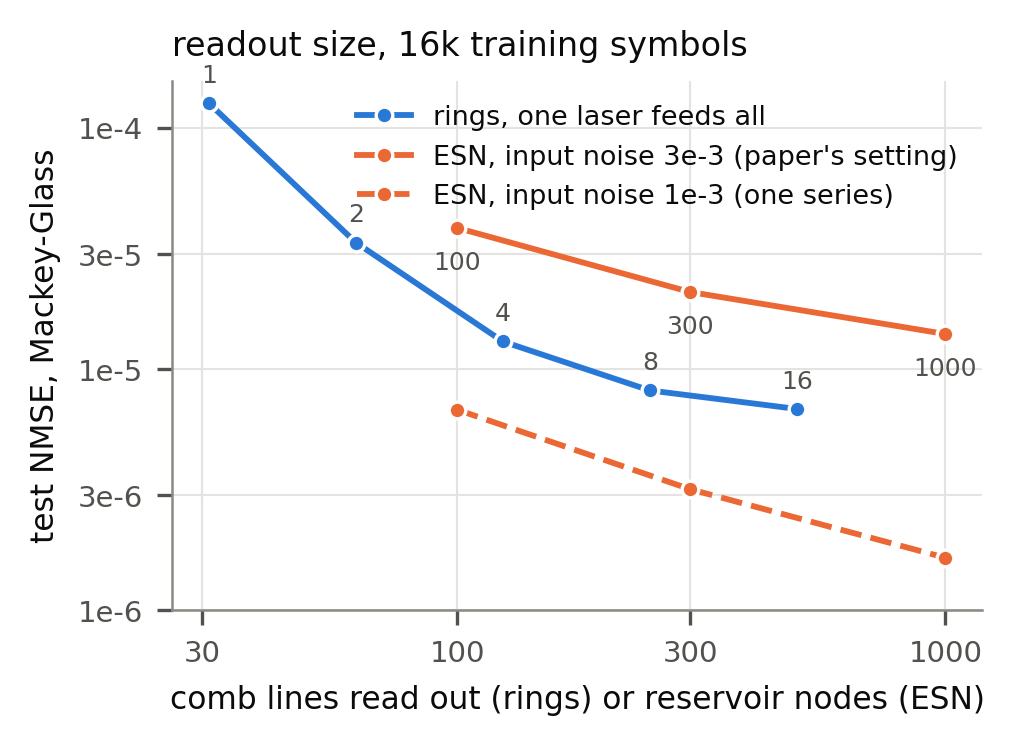 readout size, 16k training symbols
1
rings, one laser feeds all
1e-4
ESN, input noise 3e-3 (paper's setting)
ESN, input noise 1e-3 (one series)
2
3e-5
100
4
300
8
1e-5
1000
16
3e-6
1e-6
30
100
300
1000
test NMSE, Mackey-Glass
comb lines read out (rings) or reservoir nodes (ESN)